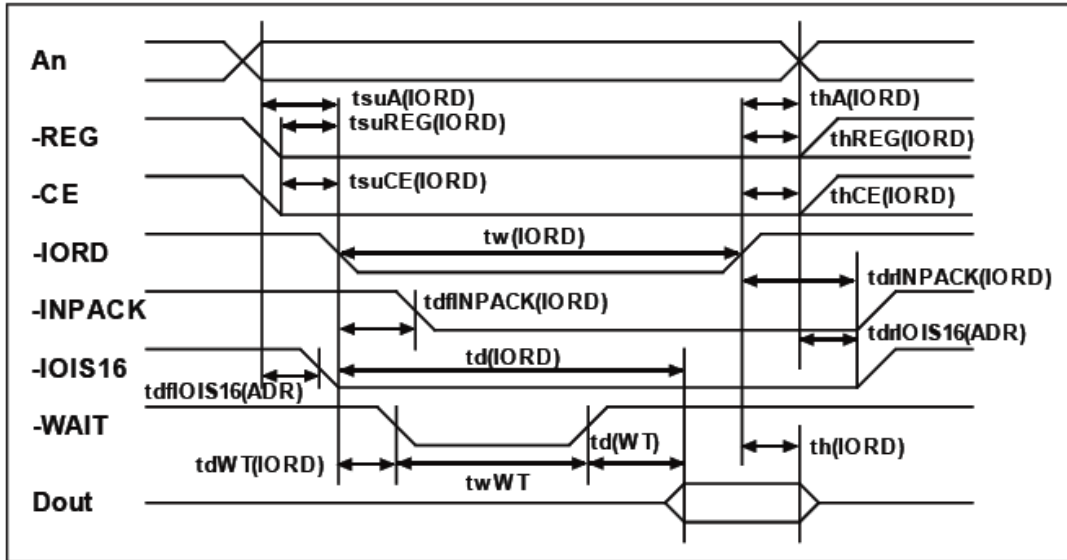 An
tsuA(IORD)
thA(IORD)
tsuREG(IORD)
-REG
thREG(IORD)
tsuCE(IORD)
-CE
thCE(IORD)
-IORD
tw(IORD)
tdrINPACK(IORD)
-INPACK
tdfINPACK(IORD)
tdrIOIS16(ADR)
-IOIS16
td(IORD)
tdfIOIS16(ADR)
-WAIT
td(WT)
th(IORD)
tdWT(IORD)
twWT
Dout